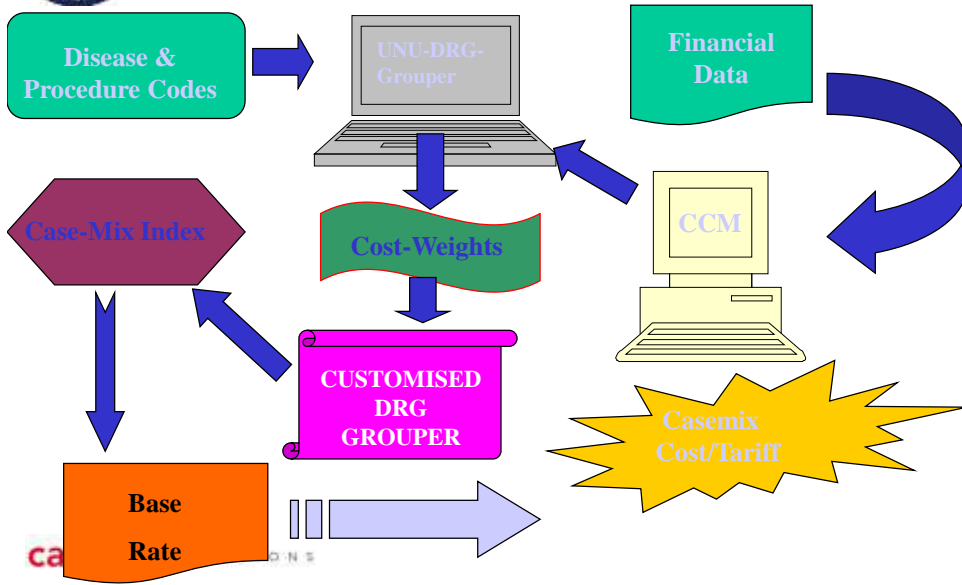 Disease &
Procedure Codes
UNU-DRG-
Grouper
Financial
Data
Case-Mix Index
Cost-Weights
CCM
CUSTOMISED
DRG
GROUPER
Casemix
Cost/Tariff
Base
Rate